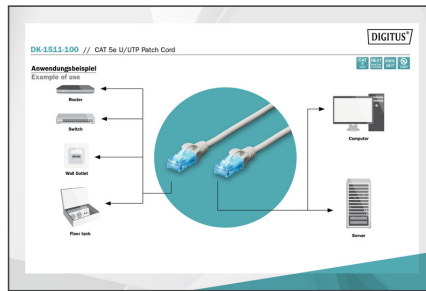 DIGITUS®
DK-1511-100 // CAT 5e U/UTP Patch Cord
Anwendungsbeispiel
Example of use
Router
Switch
Wall Outlet
Floor tank
Computer
Server